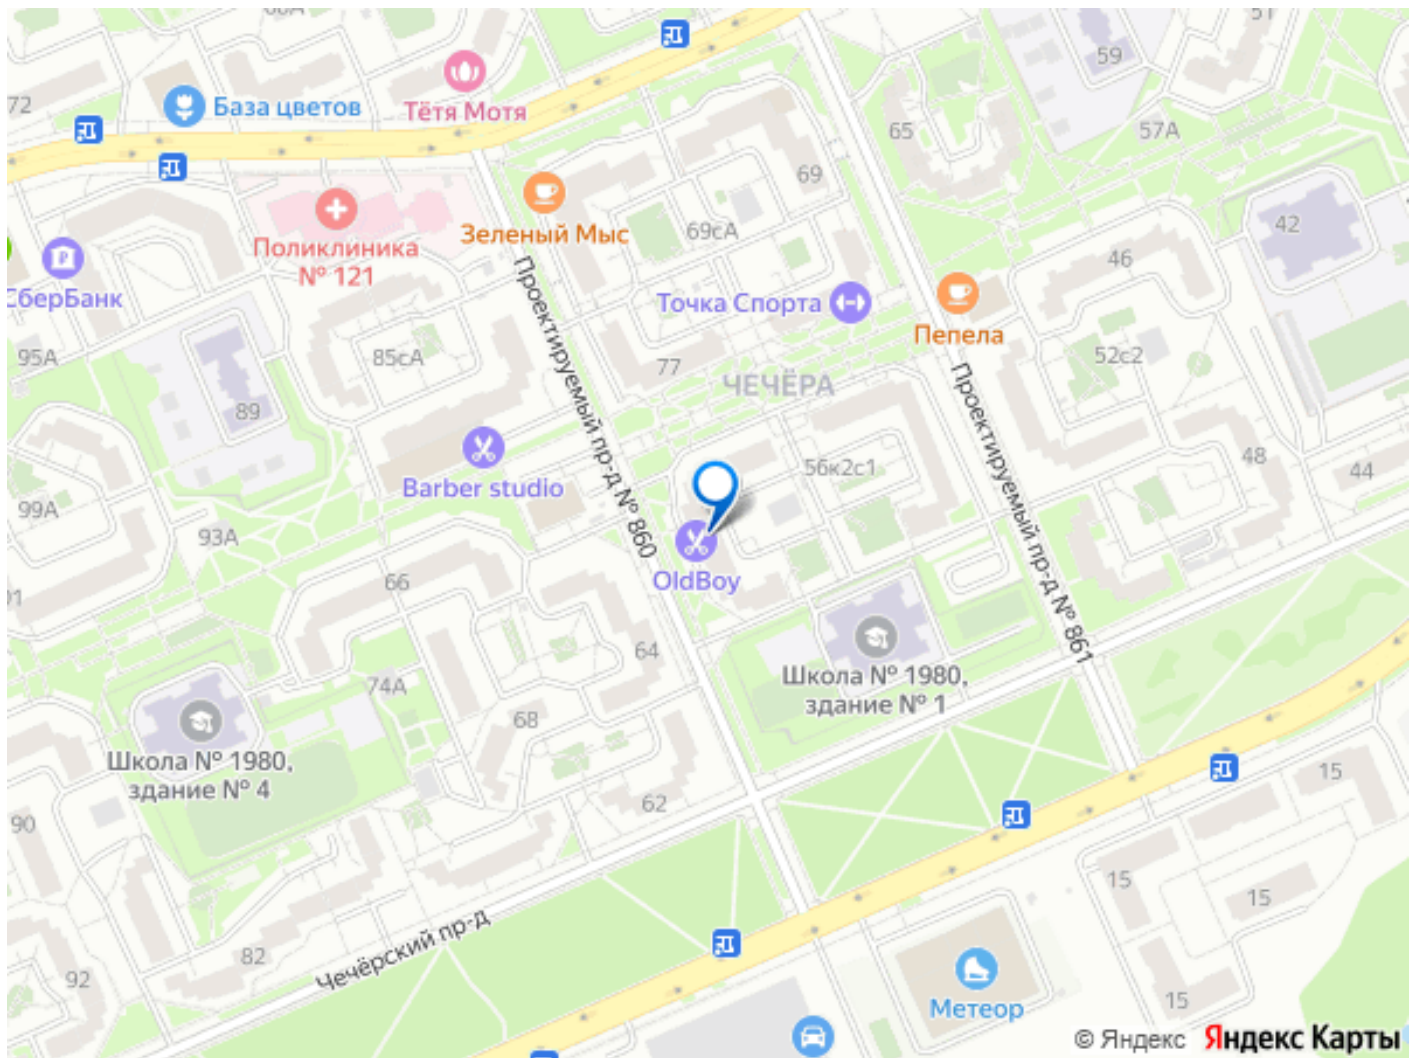 68А
51
59
72
База цветов
Тётя Мотя
57А
65
69
Зеленый Мыс
69сА
42
Поликлиника
№ 121
46
СберБанк
Точка Спорта
Пепела
95А
85сА
77
52с2
ЧЕЧЁРА
89
Проектируемый пр-д № 860
Проектируемый пр-д № 861
Barber studio
56к2с1
48
44
99А
93А
OldBoy
66
64
Школа № 1980,
здание № 1
74А
68
Школа № 1980,
здание № 4
62
15
90
15
15
82
Чечёрский пр-д
92
Метеор
15
© Яндекс Яндекс Карты